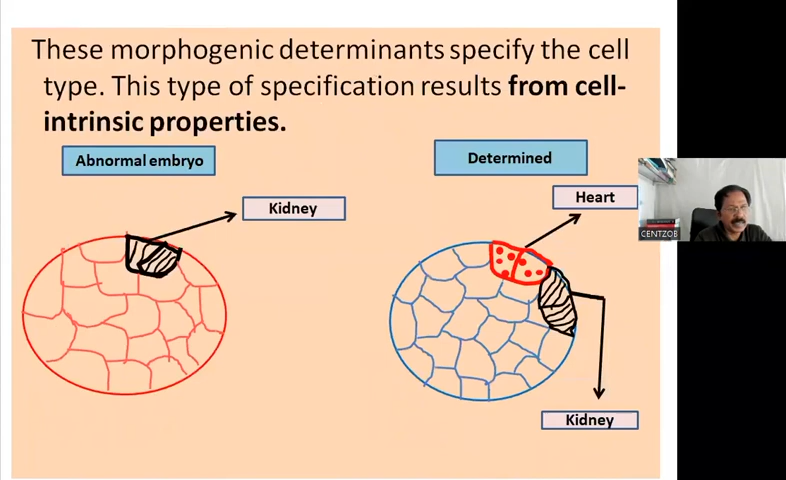 These morphogenic determinants specify the cell
type. This type of specification results from cell-
intrinsic properties.
Abnormal embryo
Determined
Kidney
Heart
Kidney
CENTZOB